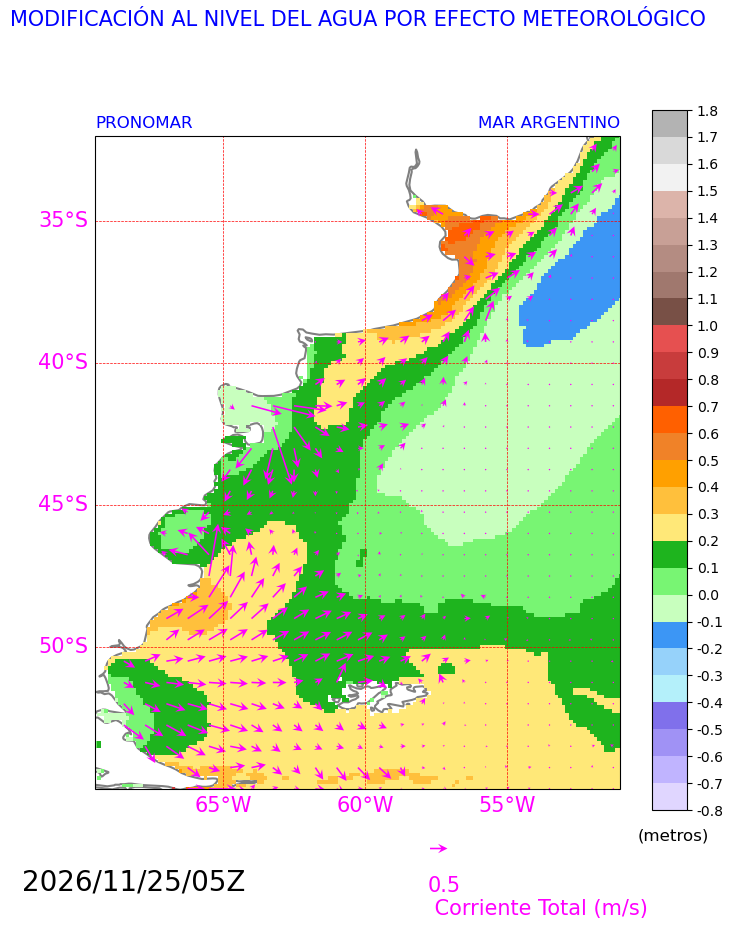 MODIFICACIÓN AL NIVEL DEL AGUA POR EFECTO METEOROLÓGICO
PRONOMAR
MAR ARGENTINO
35°S
40°S
45°S
50°S
65°W
60°W
55°W
1.8
1.7
1.6
1.5
1.4
1.3
1.2
1.1
1.0
0.9
0.8
0.7
0.6
0.5
0.4
0.3
0.2
0.1
0.0
-0.1
-0.2
-0.3
-0.4
-0.5
-0.6
-0.7
-0.8
(metros)
2026/11/25/05Z
0.5
Corriente Total (m/s)